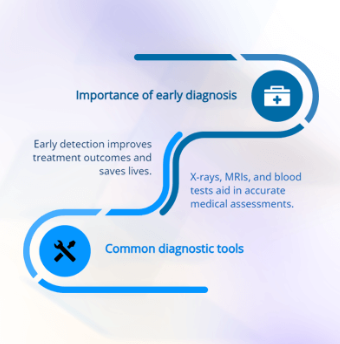 Importance of early diagnosis
Early detection improves
treatment outcomes and
saves lives.
X-rays, MRIs, and blood
tests aid in accurate
medical assessments.
Common diagnostic tools